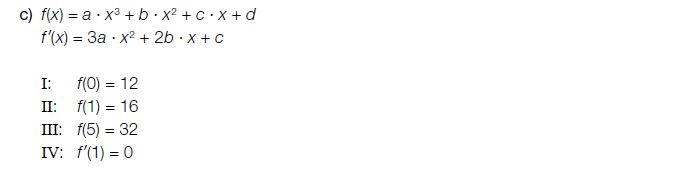 c) f(x) = a · x³ + b · x² + c · x + d
f′(x) = 3a · x² + 2b · x + c
I: f(0) = 12
II: f(1) = 16
III: f(5) = 32
IV: f′(1) = 0